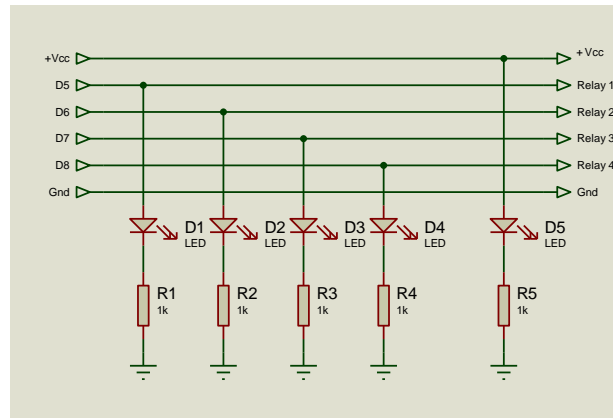 +Vcc
+ Vcc
D5
Relay 1
D6
Relay 2
D7
Relay 3
D8
Relay 4
Gnd
Gnd
D1
LED
D2
LED
D3
LED
D4
LED
D5
LED
R1
1k
R2
1k
R3
1k
R4
1k
R5
1k